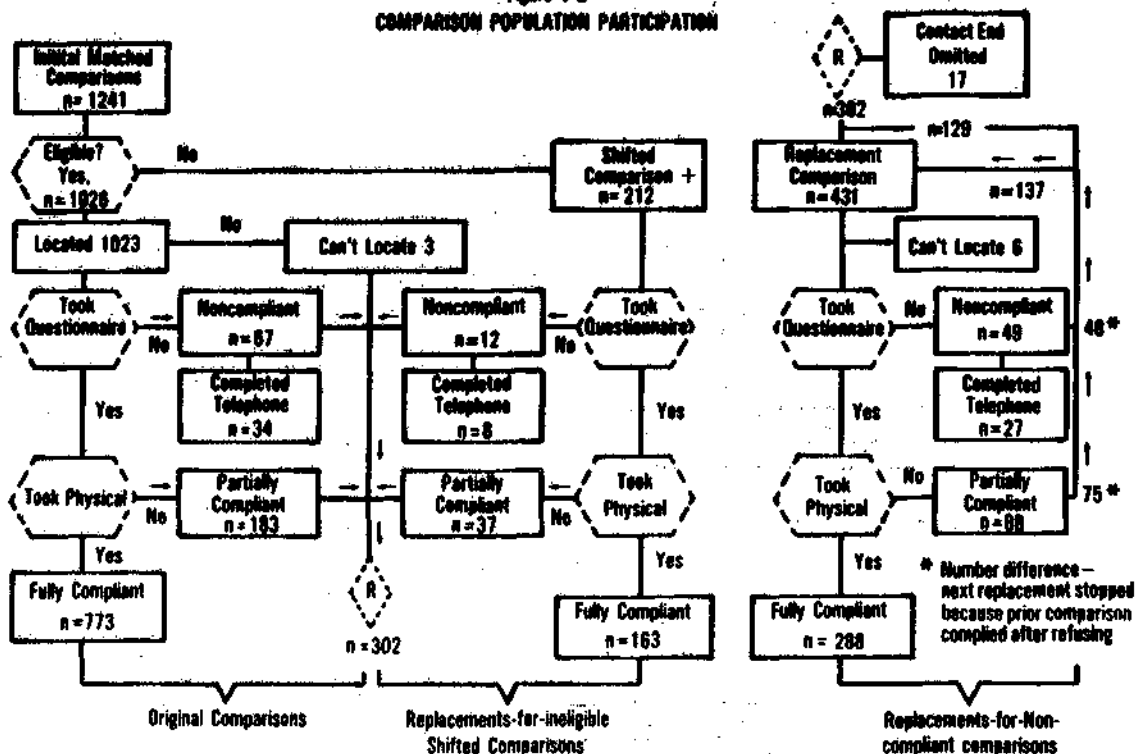 COMPARISON POPULATION PARTICIPATION
Initial Matched
Comparisons
n= 1241
Eligible?
Yes,
n= 1026
No
Located 1023
No
Can't Locate 3
Shifted
Comparison +
n= 212
Took
Questionnaire
No
Noncompliant
n=67
Completed
Telephone
n=34
Noncompliant
n=12
Completed
Telephone
n=8
No
Took
Questionnaire
Yes
Yes
Took Physical
No
Partially
Compliant
n=183
Partially
Compliant
n=37
No
Took
Physical
Yes
Yes
Fully Compliant
n=773
R
n=302
Fully Compliant
n=163
Original Comparisons
Replacements-for-ineligible
Shifted Comparisons
R
n=302
Contact End
Omitted
17
n=129
Replacement
Comparison
n=431
n=137
Can't Locate 6
Took
Questionnaire
No
Noncompliant
n=49
48 *
Completed
Telephone
n=27
Yes
Took
Physical
No
Partially
Compliant
n=88
75 *
Yes
Fully Compliant
n= 288
* Number difference –
next replacement stopped
because prior comparison
complied after refusing
Replacements-for-Non-
compliant comparisons